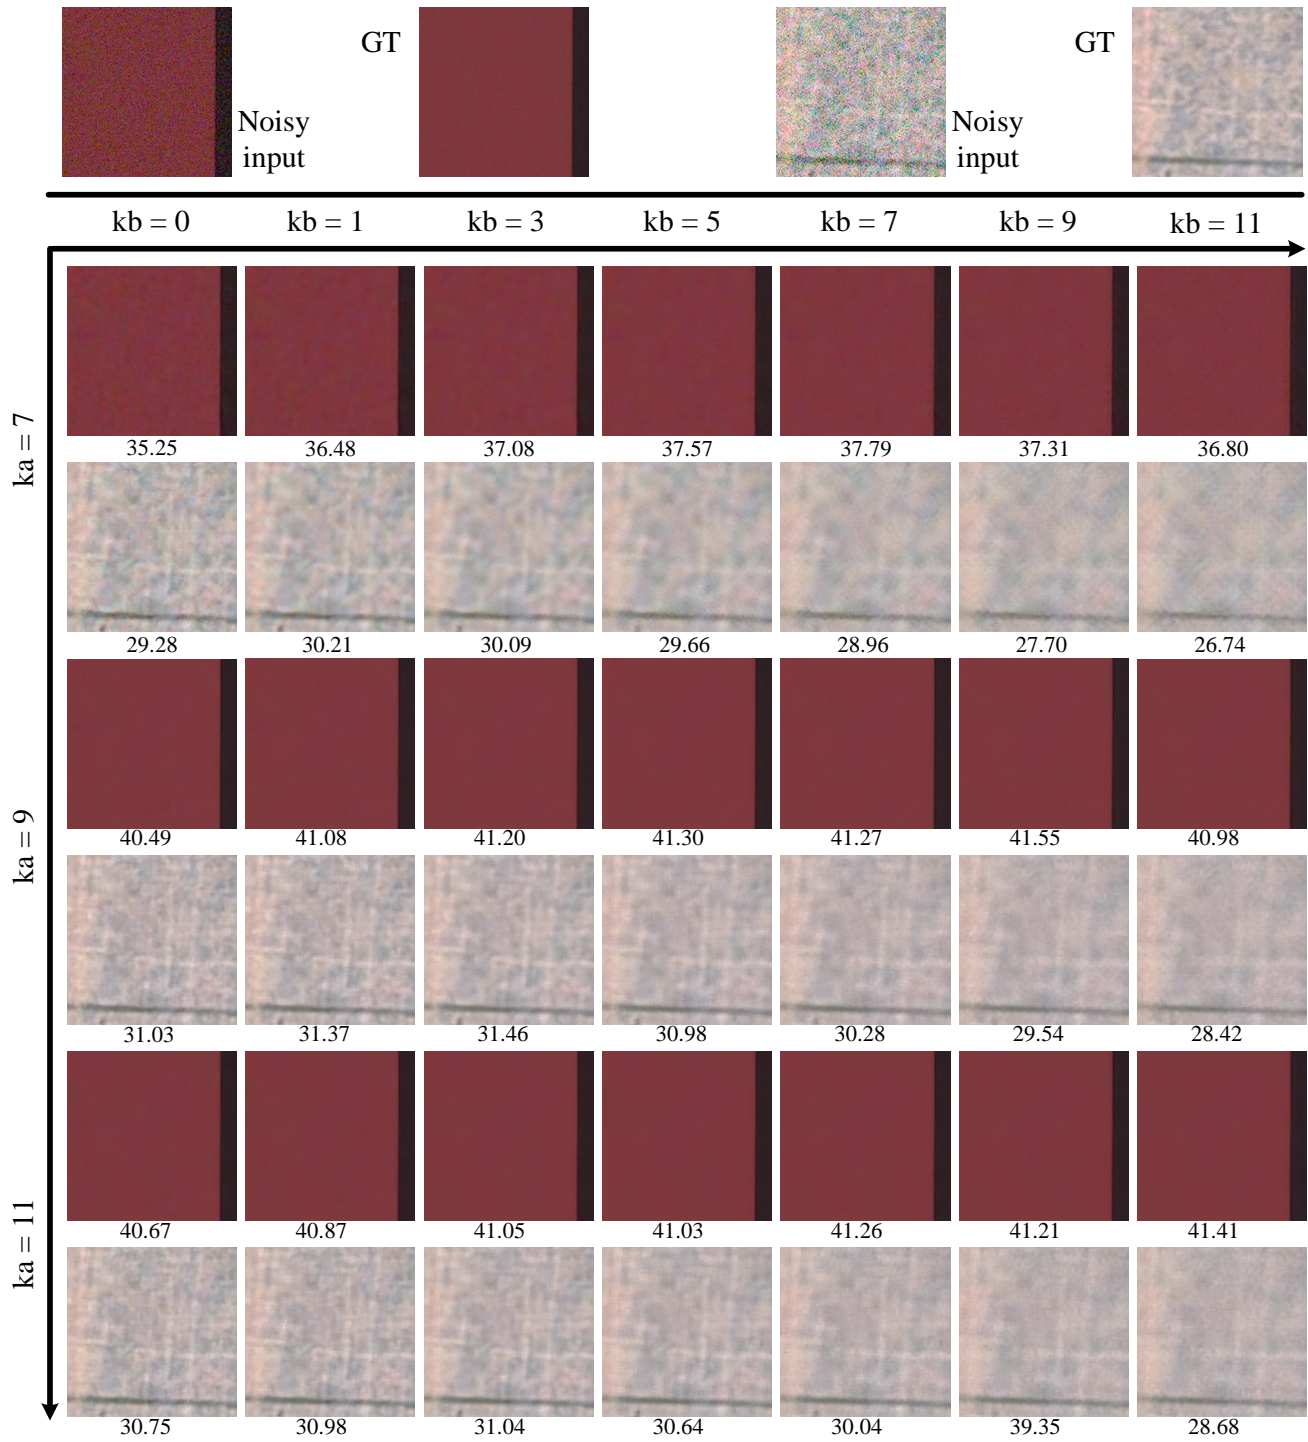 GT
GT
Noisy
input
Noisy
input
kb = 0 kb = 1 kb = 3 kb = 5 kb = 7 kb = 9 kb = 11
ka = 7
35.25 36.48 37.08 37.57 37.79 37.31 36.80
29.28 30.21 30.09 29.66 28.96 27.70 26.74
ka = 9
40.49 41.08 41.20 41.30 41.27 41.55 40.98
31.03 31.37 31.46 30.98 30.28 29.54 28.42
ka = 11
40.67 40.87 41.05 41.03 41.26 41.21 41.41
30.75 30.98 31.04 30.64 30.04 39.35 28.68